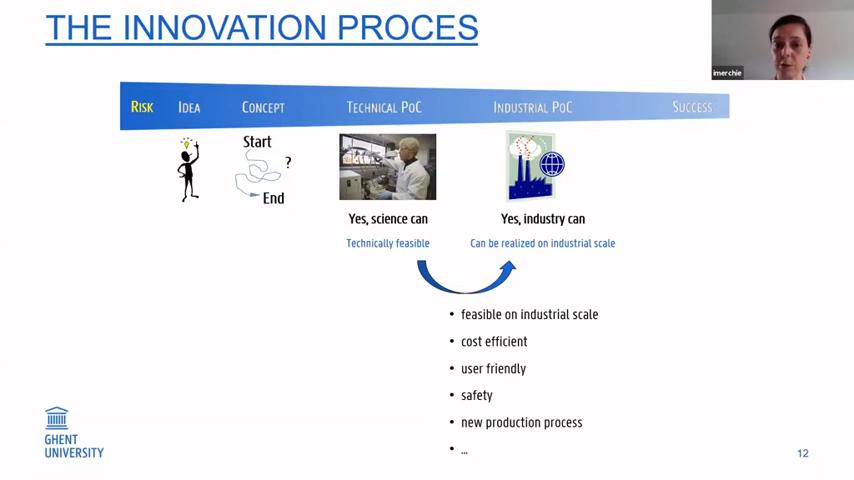 THE INNOVATION PROCES
imerchie
RISK IDEA CONCEPT TECHNICAL POC INDUSTRIAL POC SUCCESS
Start
?
End
Yes, science can
Yes, industry can
Technically feasible
Can be realized on industrial scale
• feasible on industrial scale
• cost efficient
• user friendly
• safety
• new production process
• ...
GHENT
UNIVERSITY
12